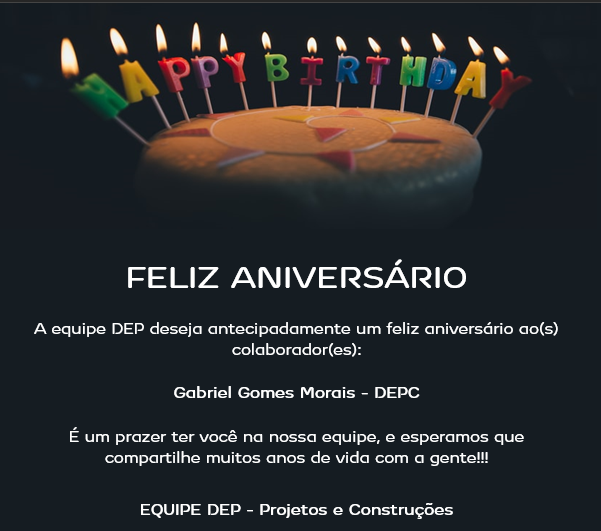 HAPPY BIRTHDAY
FELIZ ANIVERSÁRIO
A equipe DEP deseja antecipadamente um feliz aniversário ao(s)
colaborador(es):
Gabriel Gomes Morais - DEPC
É um prazer ter você na nossa equipe, e esperamos que
compartilhe muitos anos de vida com a gente!!!
EQUIPE DEP - Projetos e Construções